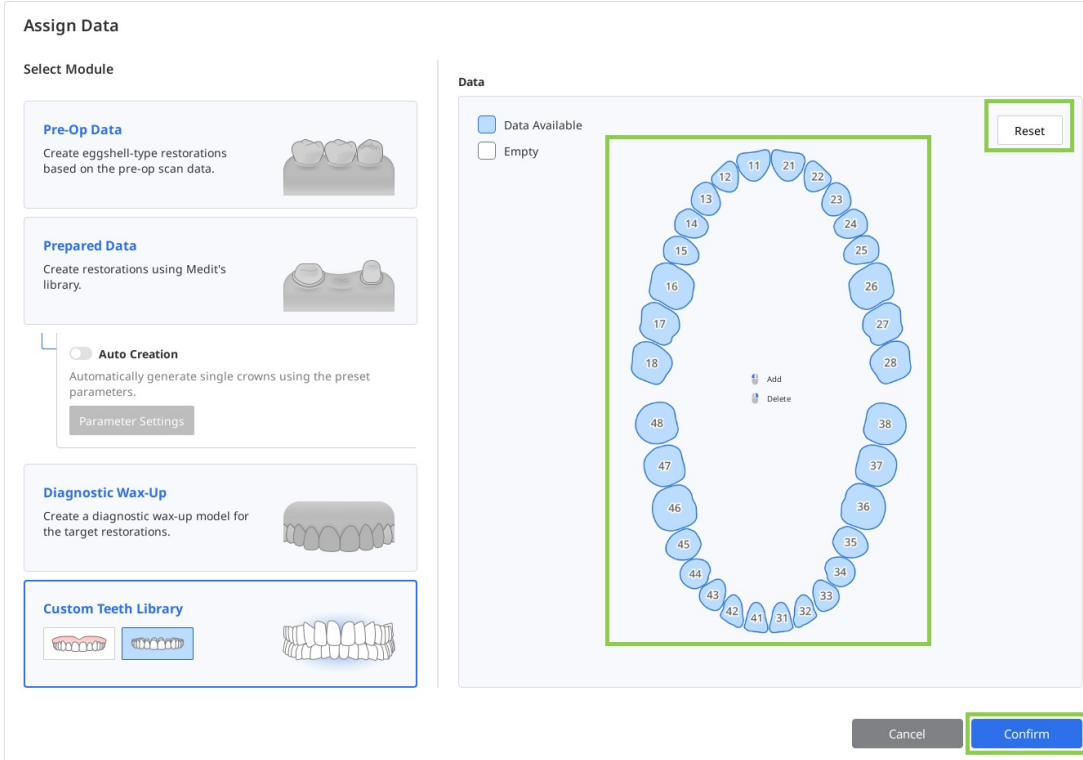 Assign Data
Select Module
Pre-Op Data
Create eggshell-type restorations
based on the pre-op scan data.
Prepared Data
Create restorations using Medit's
library.
Auto Creation
Automatically generate single crowns using the preset
parameters.
Parameter Settings
Diagnostic Wax-Up
Create a diagnostic wax-up model for
the target restorations.
Custom Teeth Library
Data
Data Available
Empty
Reset
11 21
12 22
13 23
14 24
15 25
16 26
17 27
18 28
Add
Delete
48 38
47 37
46 36
45 35
44 34
43 33
42 32
41 31
Cancel
Confirm